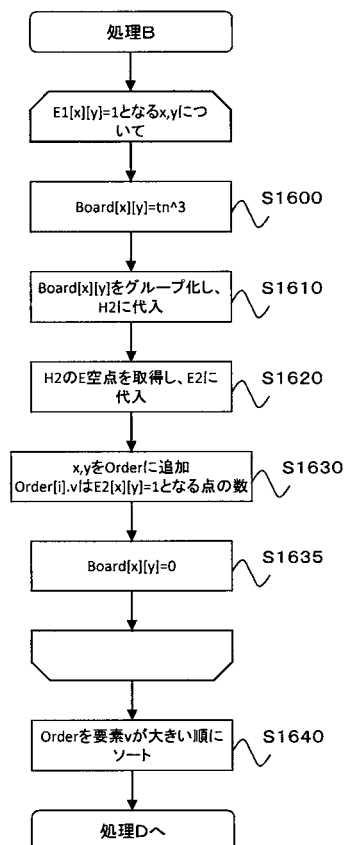 処理B
E1[x][y]=1となるx,yにつ
いて
Board[x][y]=tn^3
S1600
Board[x][y]をグループ化し、
H2に代入
S1610
H2のE空点を取得し、E2に
代入
S1620
x,yをOrderに追加
Order[i].vはE2[x][y]=1となる点の数
S1630
Board[x][y]=0
S1635
Orderを要素vが大きい順に
ソート
S1640
処理Dへ